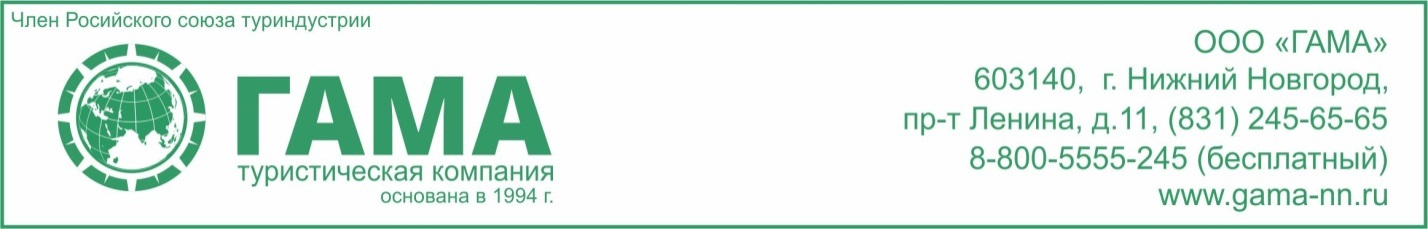 Член Росийского союза туриндустрии
ГАМА
туристическая компания
основана в 1994 г.
ООО «ГАМА»
603140, г. Нижний Новгород,
пр-т Ленина, д.11, (831) 245-65-65
8-800-5555-245 (бесплатный)
www.gama-nn.ru